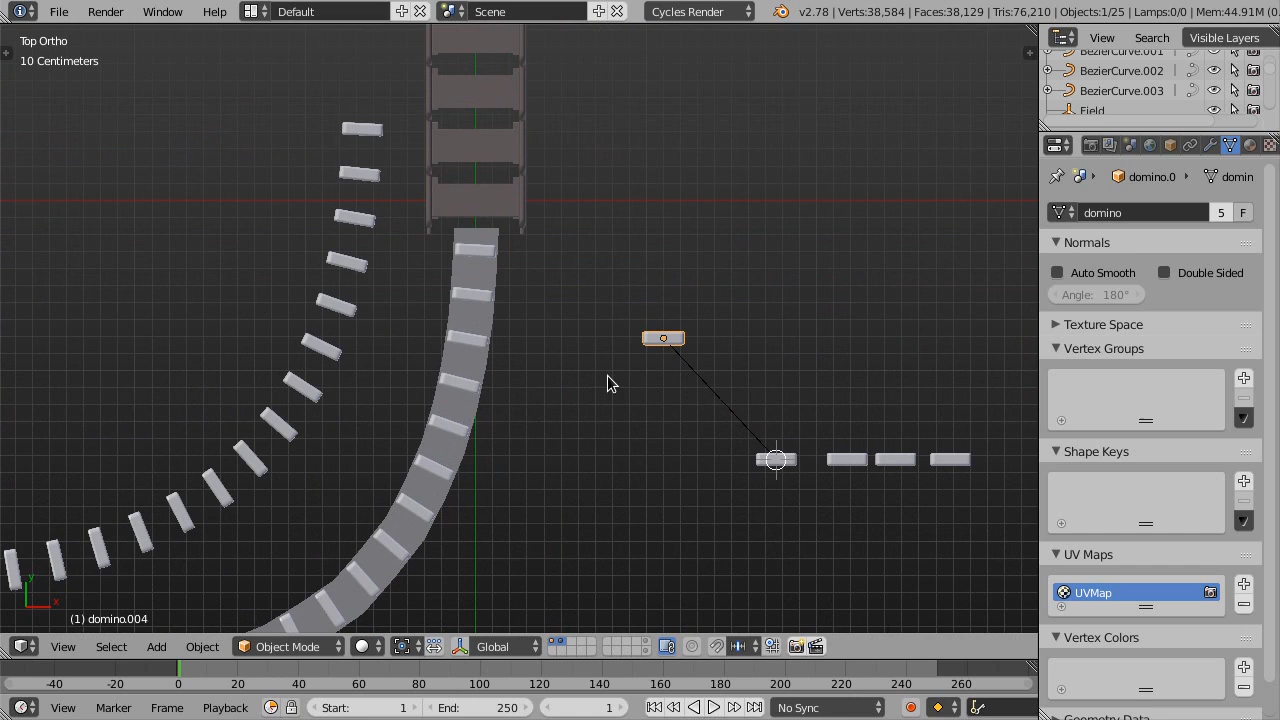 File Render Window Help Default Scene Cycles Render v2.78 | Verts:38,584 | Faces:38,129 | Tris:76,210 | Objects:1/25 | Lamps:0/0 | Mem:44.91M (0
Top Ortho
10 Centimeters
View Search Visible Layers
BezierCurve.001
BezierCurve.002
BezierCurve.003
Field
domino.0 domin
domino 5 F
Normals
Auto Smooth Double Sided
Angle: 180°
Texture Space
Vertex Groups
Shape Keys
UV Maps
UVMap
Vertex Colors
y
x
(1) domino.004
View Select Add Object Object Mode Global
-40 -20 0 20 40 60 80 100 120 140 160 180 200 220 240 260
View Marker Frame Playback Start: 1 End: 250 1 No Sync